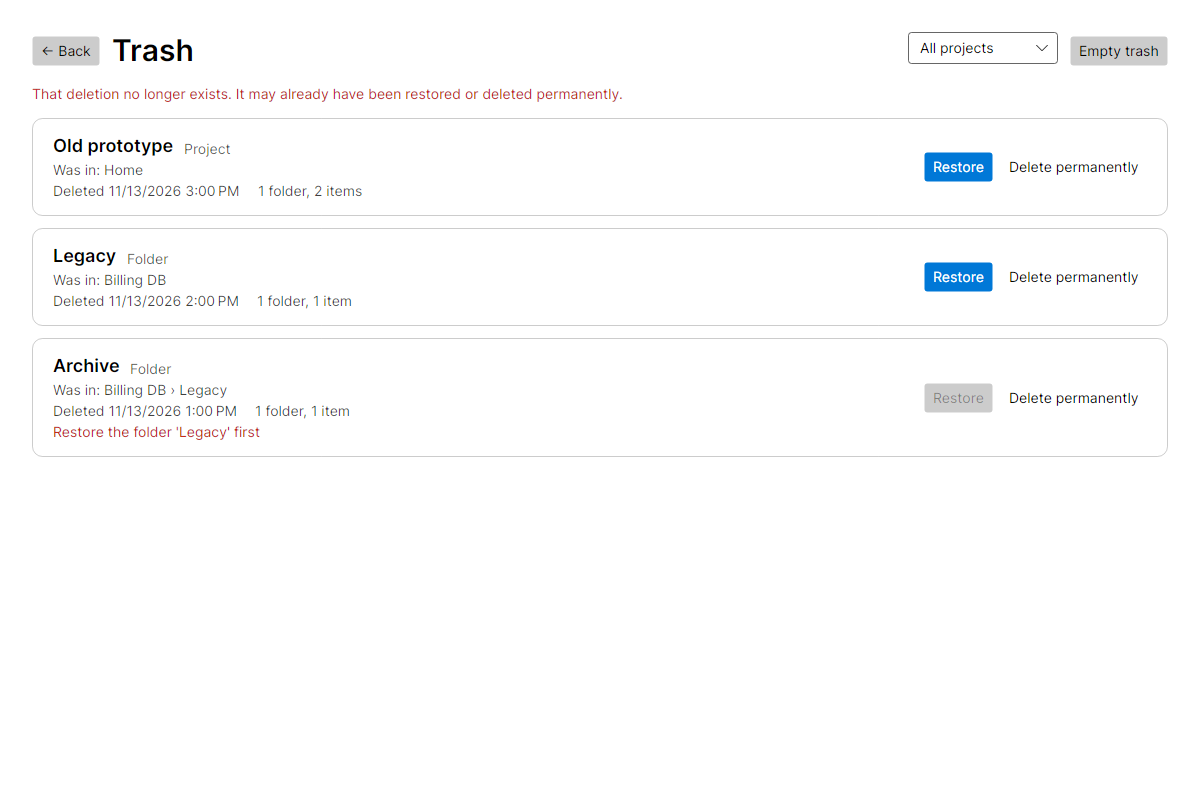 ← Back
Trash
All projects
Empty trash
That deletion no longer exists. It may already have been restored or deleted permanently.
Old prototype Project
Was in: Home
Deleted 11/13/2026 3:00 PM 1 folder, 2 items
Restore
Delete permanently
Legacy Folder
Was in: Billing DB
Deleted 11/13/2026 2:00 PM 1 folder, 1 item
Restore
Delete permanently
Archive Folder
Was in: Billing DB › Legacy
Deleted 11/13/2026 1:00 PM 1 folder, 1 item
Restore the folder 'Legacy' first
Restore
Delete permanently